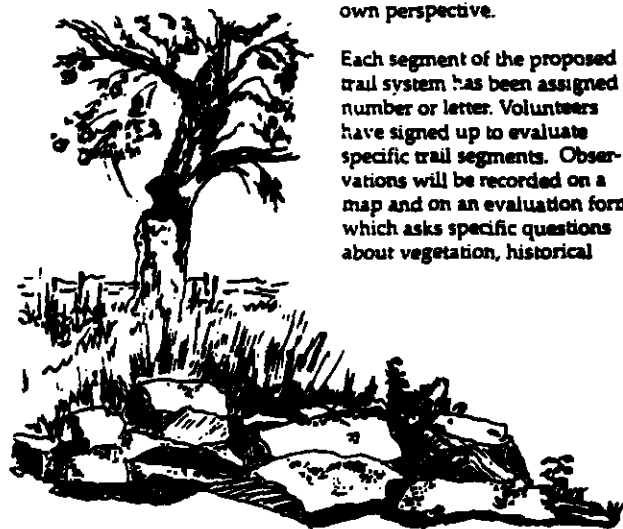 own perspective.
Each segment of the proposed
trail system has been assigned
number or letter. Volunteers
have signed up to evaluate
specific trail segments. Obser-
vations will be recorded on a
map and on an evaluation form
which asks specific questions
about vegetation, historical